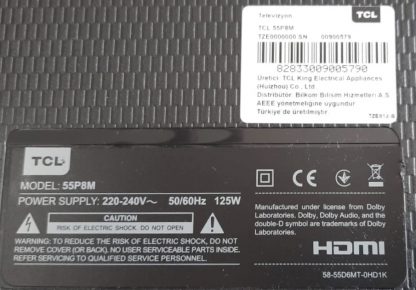 Televizyon
TCL
TCL 55P8M
TZE0000000 SN 00900579
82833009005790
Üretici: TCL King Electrical Appliances
(Huizhou) Co., Ltd.
Distribütör: Bilkom Bilişim Hizmetleri A.S
AEEE yönetmeliğine uygundur.
Türkiye de üretilmiştir.
TCL
MODEL: 55P8M
POWER SUPPLY: 220-240V~ 50/60Hz 125W
CAUTION
RISK OF ELECTRIC SHOCK
DO NOT OPEN
WARNING: TO REDUCE THE RISK OF ELECTRIC SHOCK, DO NOT
REMOVE COVER (OR BACK). NO USER SERVICEABLE PARTS INSIDE.
REFER SERVICING TO QUALIFIED SERVICE PERSONNEL.
CE
Manufactured under license from Dolby
Laboratories. Dolby, Dolby Audio, and the
double-D symbol are trademarks of Dolby
Laboratories.
HDMI
58-55D6MT-0HD1K